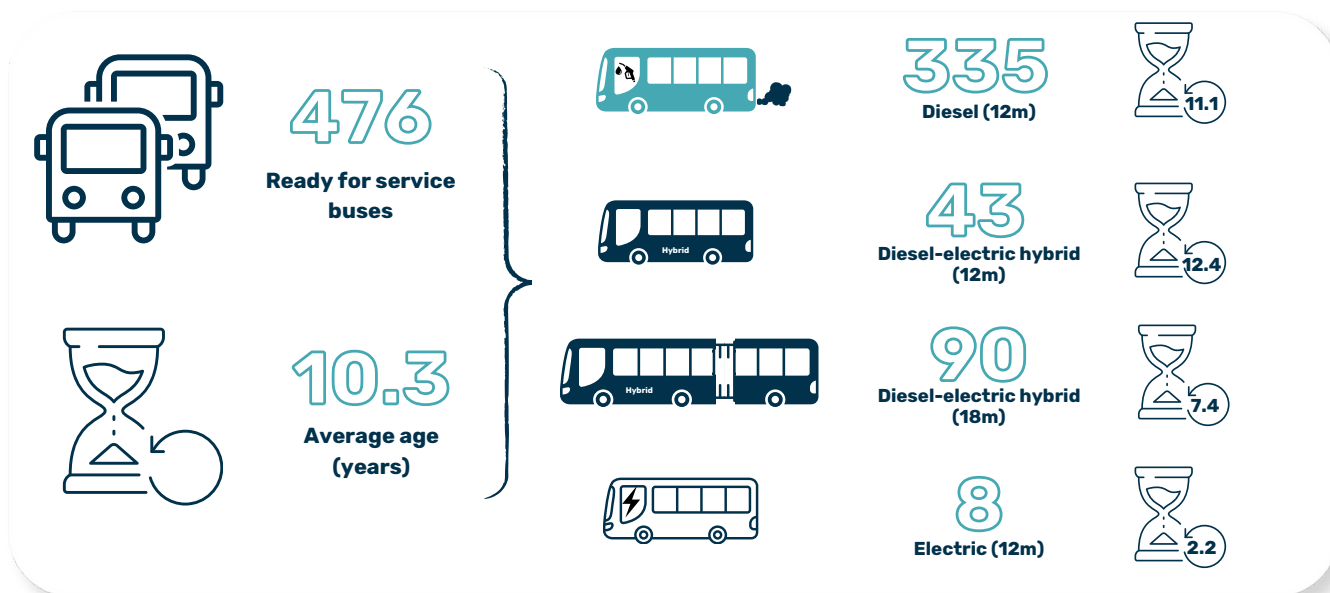 476
Ready for service
buses
10.3
Average age
(years)
335
Diesel (12m)
11.1
Hybrid
43
Diesel-electric hybrid
(12m)
12.4
Hybrid
90
Diesel-electric hybrid
(18m)
7.4
8
Electric (12m)
2.2